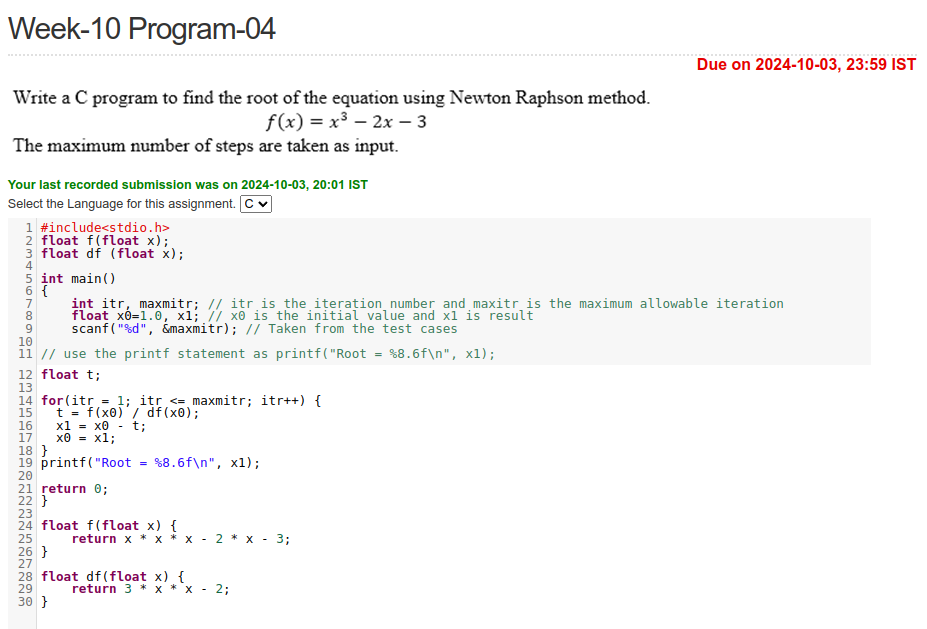 Week-10 Program-04
Due on 2024-10-03, 23:59 IST
Write a C program to find the root of the equation using Newton Raphson method.
f(x) = x³ − 2x − 3
The maximum number of steps are taken as input.
Your last recorded submission was on 2024-10-03, 20:01 IST
Select the Language for this assignment. C
1 #include<stdio.h>
2 float f(float x);
3 float df (float x);
4
5 int main()
6 {
7     int itr, maxmitr; // itr is the iteration number and maxitr is the maximum allowable iteration
8     float x0=1.0, x1; // x0 is the initial value and x1 is result
9     scanf("%d", &maxmitr); // Taken from the test cases
10
11 // use the printf statement as printf("Root = %8.6f\n", x1);
12 float t;
13
14 for(itr = 1; itr <= maxmitr; itr++) {
15   t = f(x0) / df(x0);
16   x1 = x0 - t;
17   x0 = x1;
18 }
19 printf("Root = %8.6f\n", x1);
20
21 return 0;
22 }
23
24 float f(float x) {
25     return x * x * x - 2 * x - 3;
26 }
27
28 float df(float x) {
29     return 3 * x * x - 2;
30 }